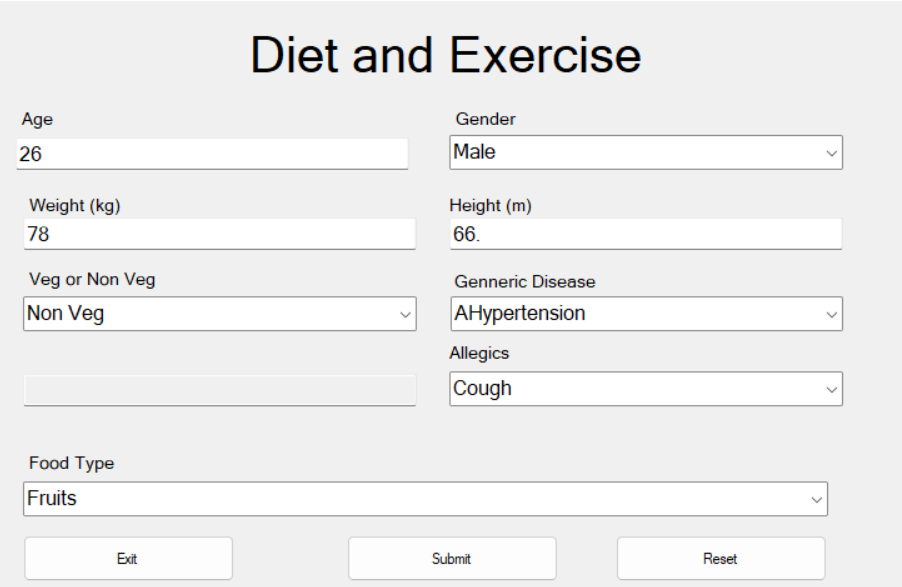 Diet and Exercise
Age
Gender
26
Male
Weight (kg)
Height (m)
78
66.
Veg or Non Veg
Genneric Disease
Non Veg
AHypertension
Allegics
Cough
Food Type
Fruits
Exit
Submit
Reset